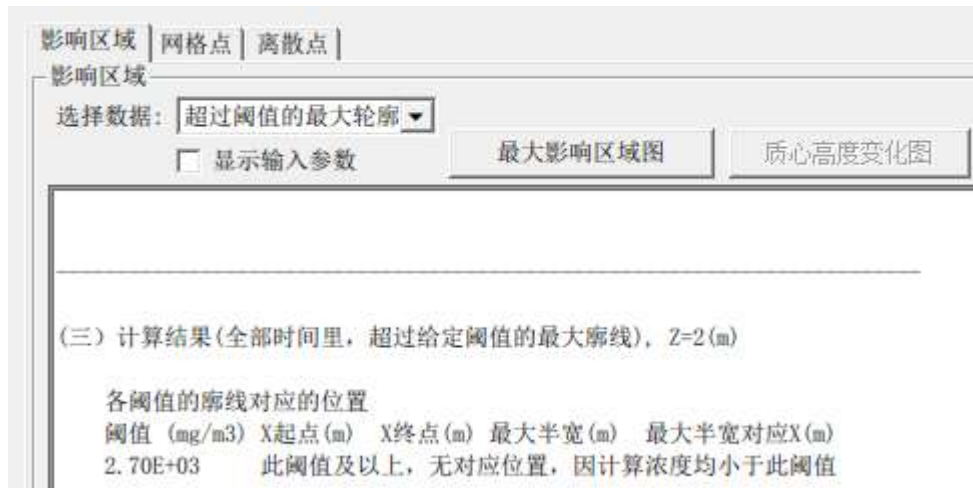 影响区域 网格点 离散点
影响区域
选择数据: 超过阈值的最大轮廓
显示输入参数 最大影响区域图 质心高度变化图
(三）计算结果(全部时间里，超过给定阈值的最大廓线), Z=2(m)
各阈值的廓线对应的位置
阈值 (mg/m3) X起点(m) X终点(m) 最大半宽(m) 最大半宽对应X(m)
2.70E+03 此阈值及以上，无对应位置，因计算浓度均小于此阈值